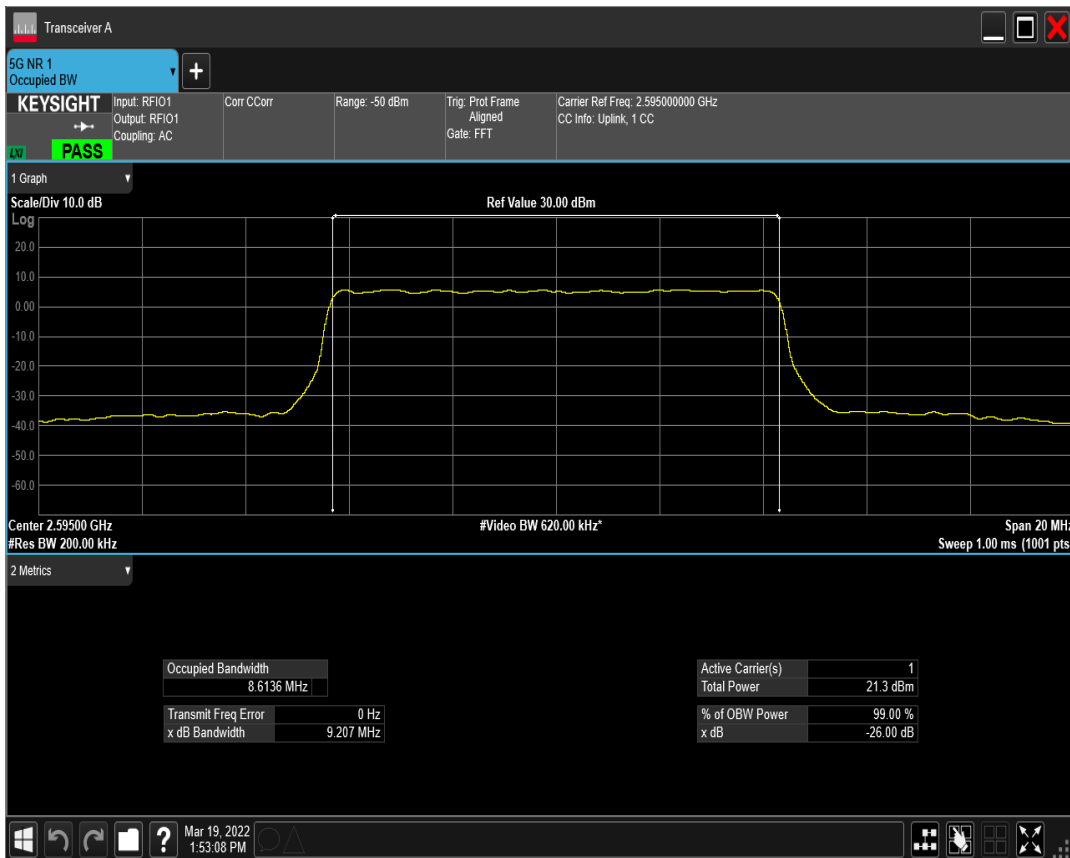 Transceiver A
5G NR 1
Occupied BW
KEYSIGHT
LXI
PASS
Input: RFIO1
Output: RFIO1
Coupling: AC
Corr CCorr
Range: -50 dBm
Trig: Prot Frame
Aligned
Gate: FFT
Carrier Ref Freq: 2.595000000 GHz
CC Info: Uplink, 1 CC
1 Graph
Scale/Div 10.0 dB
Ref Value 30.00 dBm
Log
20.0
10.0
0.00
-10.0
-20.0
-30.0
-40.0
-50.0
-60.0
Center 2.59500 GHz
#Video BW 620.00 kHz*
Span 20 MHz
#Res BW 200.00 kHz
Sweep 1.00 ms (1001 pts
2 Metrics
Occupied Bandwidth
8.6136 MHz
Transmit Freq Error 0 Hz
x dB Bandwidth 9.207 MHz
Active Carrier(s) 1
Total Power 21.3 dBm
% of OBW Power 99.00 %
x dB -26.00 dB
?
Mar 19, 2022
1:53:08 PM